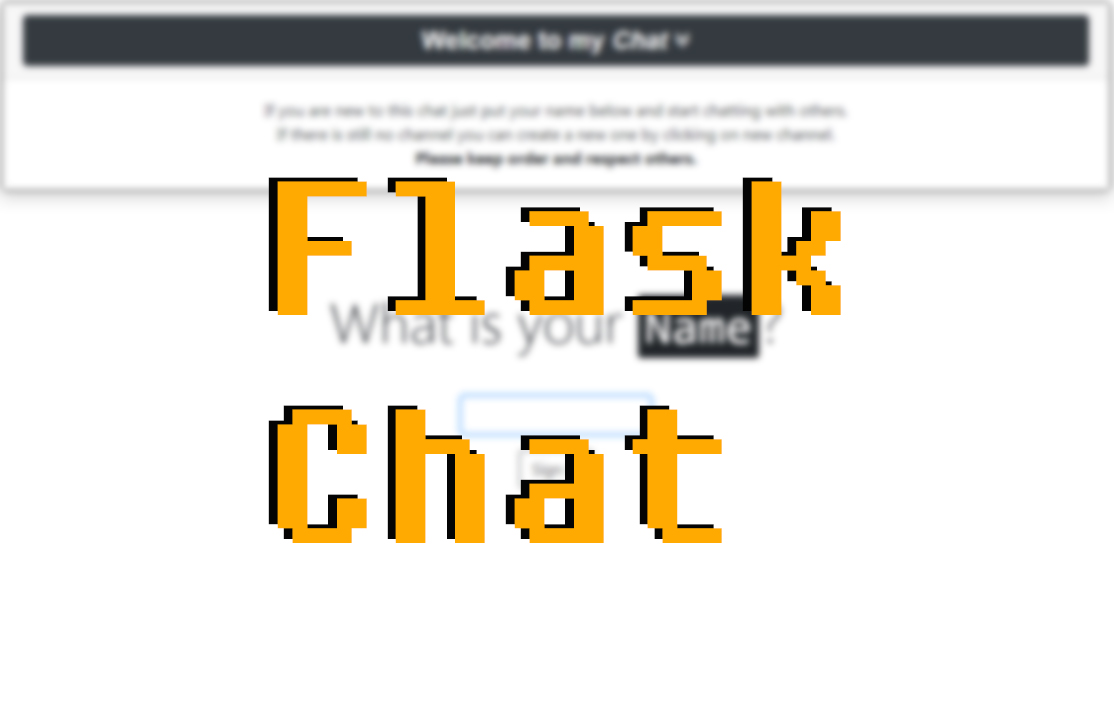 Welcome to my Chat
If you are new to this chat just put your name below and start chatting with others.
If there is still no channel you can create a new one by clicking on new channel.
Please keep order and respect others.
Flask
What is your Name?
Chat